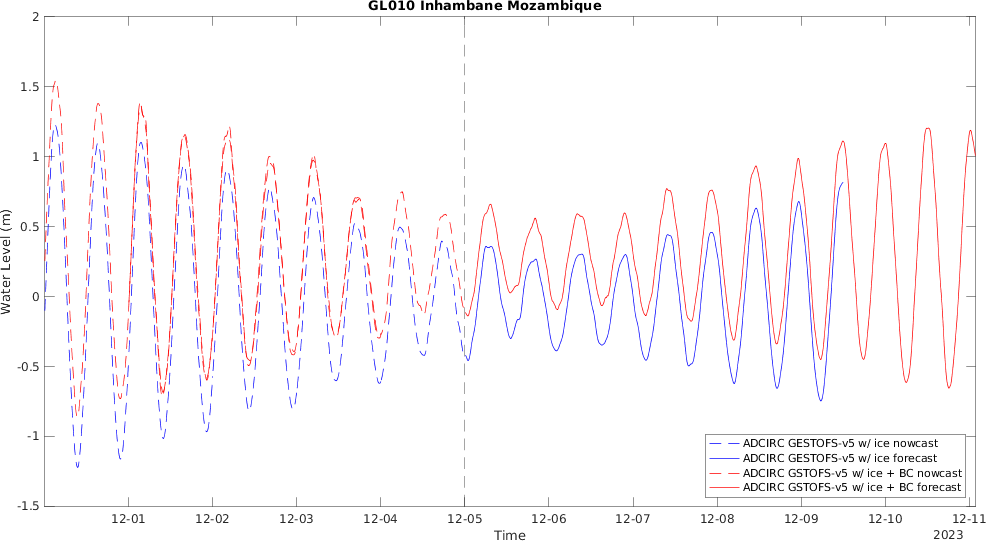 GL010 Inhambane Mozambique
Water Level (m)
2
1.5
1
0.5
0
-0.5
-1
-1.5
ADCIRC GESTOFS-v5 w/ ice nowcast
ADCIRC GESTOFS-v5 w/ ice forecast
ADCIRC GSTOFS-v5 w/ ice + BC nowcast
ADCIRC GSTOFS-v5 w/ ice + BC forecast
12-01 12-02 12-03 12-04 12-05 12-06 12-07 12-08 12-09 12-10 12-11
Time
2023